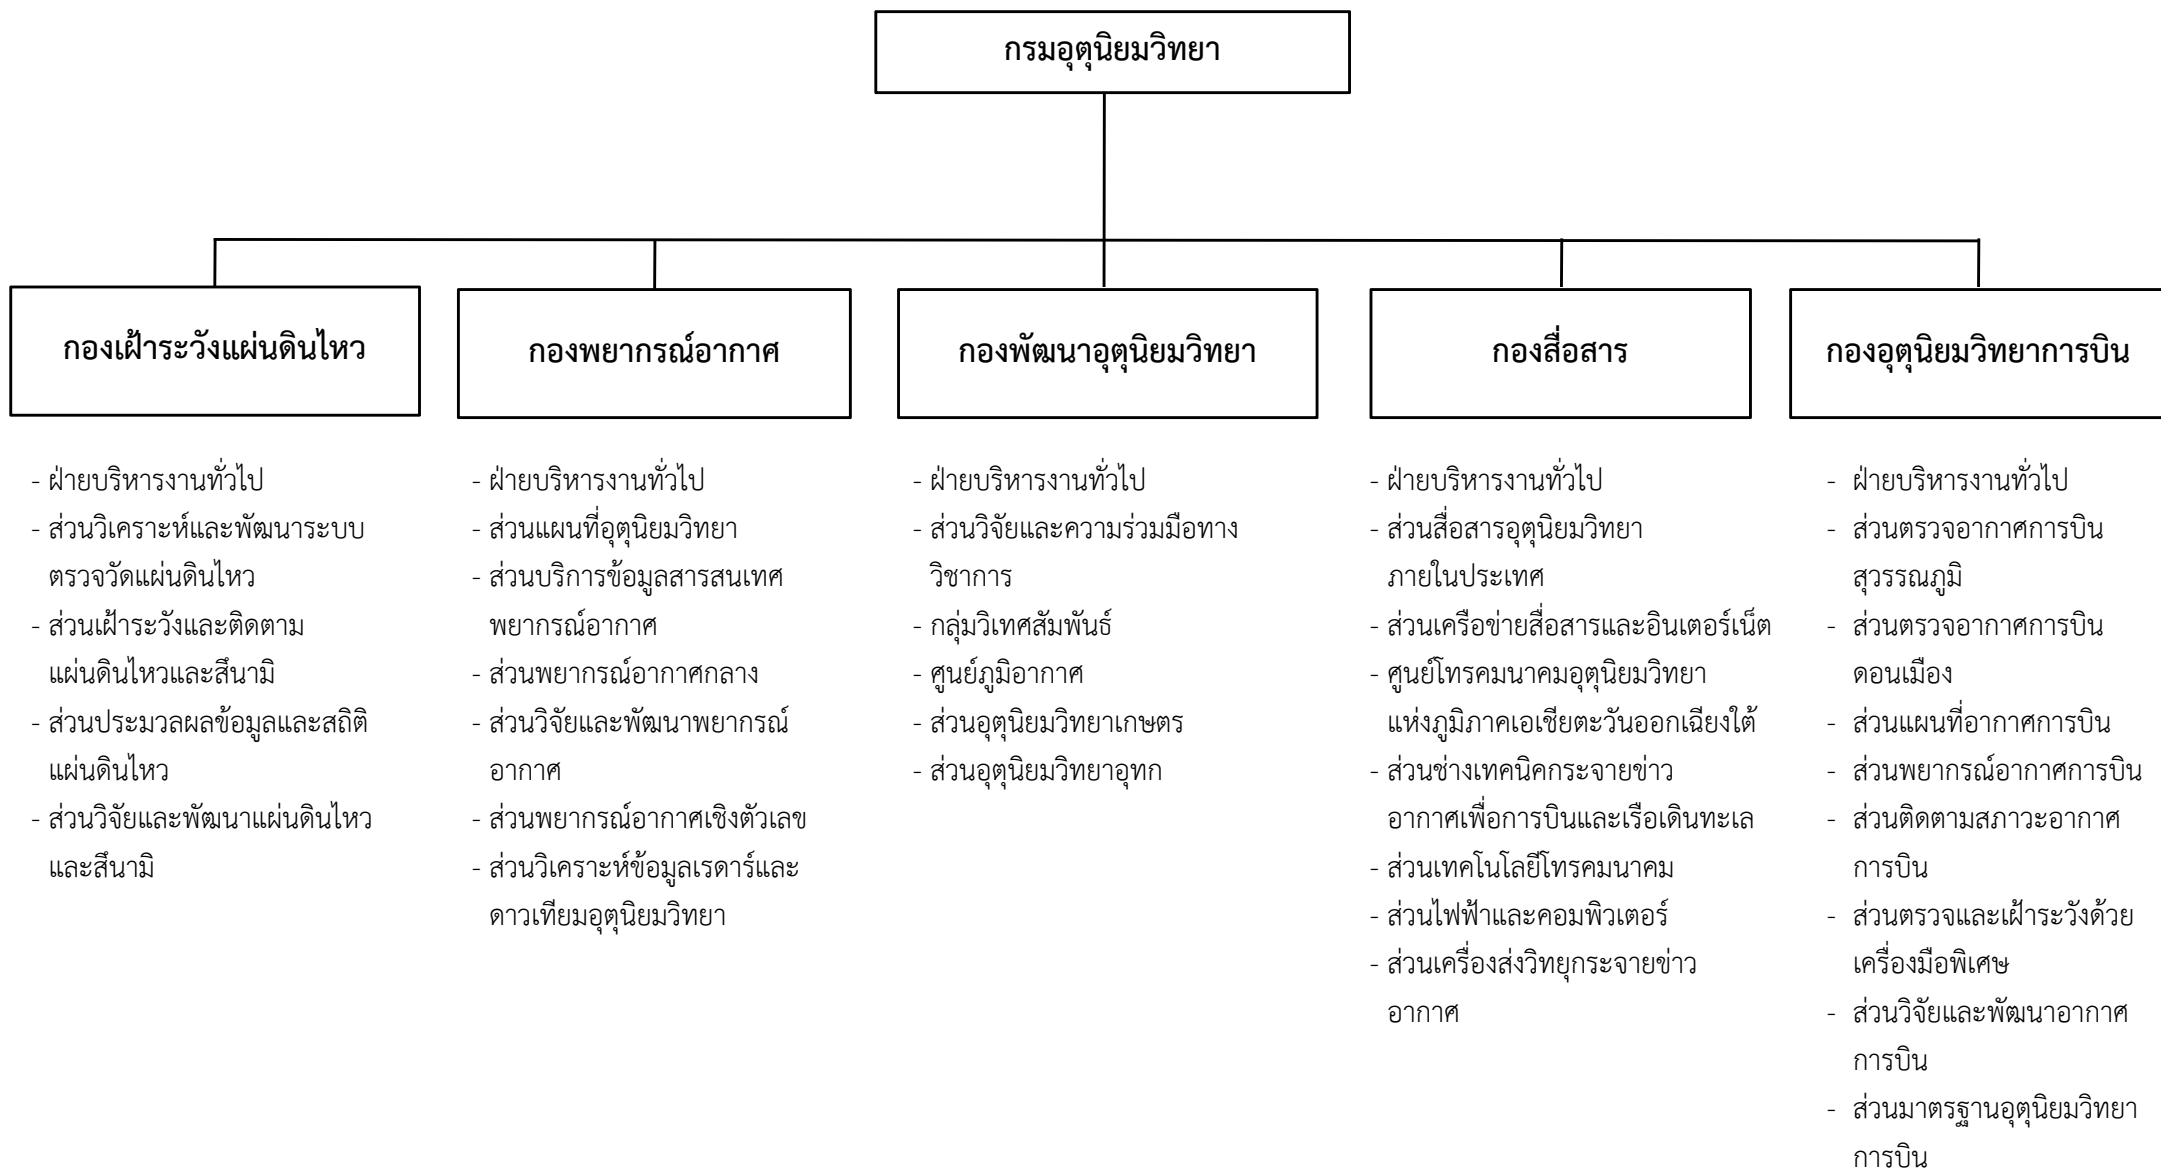 กรมอุตุนิยมวิทยา
กองเฝ้าระวังแผ่นดินไหว
- ฝ่ายบริหารงานทั่วไป
- ส่วนวิเคราะห์และพัฒนาระบบ
ตรวจวัดแผ่นดินไหว
- ส่วนเฝ้าระวังและติดตาม
แผ่นดินไหวและสึนามิ
- ส่วนประมวลผลข้อมูลและสถิติ
แผ่นดินไหว
- ส่วนวิจัยและพัฒนาแผ่นดินไหว
และสึนามิ
กองพยากรณ์อากาศ
- ฝ่ายบริหารงานทั่วไป
- ส่วนแผนที่อุตุนิยมวิทยา
- ส่วนบริการข้อมูลสารสนเทศ
พยากรณ์อากาศ
- ส่วนพยากรณ์อากาศกลาง
- ส่วนวิจัยและพัฒนาพยากรณ์
อากาศ
- ส่วนพยากรณ์อากาศเชิงตัวเลข
- ส่วนวิเคราะห์ข้อมูลเรดาร์และ
ดาวเทียมอุตุนิยมวิทยา
กองพัฒนาอุตุนิยมวิทยา
- ฝ่ายบริหารงานทั่วไป
- ส่วนวิจัยและความร่วมมือทาง
วิชาการ
- กลุ่มวิเทศสัมพันธ์
- ศูนย์ภูมิอากาศ
- ส่วนอุตุนิยมวิทยาเกษตร
- ส่วนอุตุนิยมวิทยาอุทก
กองสื่อสาร
- ฝ่ายบริหารงานทั่วไป
- ส่วนสื่อสารอุตุนิยมวิทยา
ภายในประเทศ
- ส่วนเครือข่ายสื่อสารและอินเตอร์เน็ต
- ศูนย์โทรคมนาคมอุตุนิยมวิทยา
แห่งภูมิภาคเอเชียตะวันออกเฉียงใต้
- ส่วนช่างเทคนิคกระจายข่าว
อากาศเพื่อการบินและเรือเดินทะเล
- ส่วนเทคโนโลยีโทรคมนาคม
- ส่วนไฟฟ้าและคอมพิวเตอร์
- ส่วนเครื่องส่งวิทยุกระจายข่าว
อากาศ
กองอุตุนิยมวิทยาการบิน
- ฝ่ายบริหารงานทั่วไป
- ส่วนตรวจอากาศการบิน
สุวรรณภูมิ
- ส่วนตรวจอากาศการบิน
ดอนเมือง
- ส่วนแผนที่อากาศการบิน
- ส่วนพยากรณ์อากาศการบิน
- ส่วนติดตามสภาวะอากาศ
การบิน
- ส่วนตรวจและเฝ้าระวังด้วย
เครื่องมือพิเศษ
- ส่วนวิจัยและพัฒนาอากาศ
การบิน
- ส่วนมาตรฐานอุตุนิยมวิทยา
การบิน